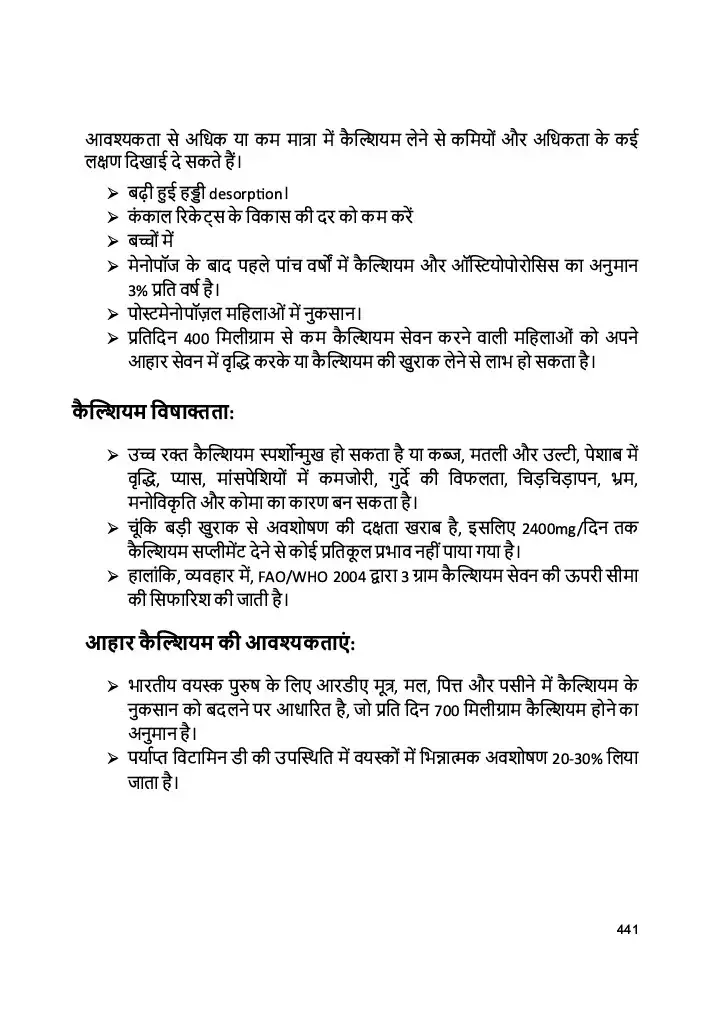 आवश्यकता से अधिक या कम मात्रा में कैल्शियम लेने से कमियों और अधिकता के कई
लक्षण दिखाई दे सकते हैं।
➢ बढ़ी हुई हड्डी desorption।
➢ कंकाल रिकेट्स के विकास की दर को कम करें
➢ बच्चों में
➢ मेनोपॉज के बाद पहले पांच वर्षों में कैल्शियम और ऑस्टियोपोरोसिस का अनुमान
3% प्रति वर्ष है।
➢ पोस्टमेनोपॉज़ल महिलाओं में नुकसान।
➢ प्रतिदिन 400 मिलीग्राम से कम कैल्शियम सेवन करने वाली महिलाओं को अपने
आहार सेवन में वृद्धि करके या कैल्शियम की खुराक लेने से लाभ हो सकता है।
कैल्शियम विषाक्तता:
➢ उच्च रक्त कैल्शियम स्पर्शोन्मुख हो सकता है या कब्ज, मतली और उल्टी, पेशाब में
वृद्धि, प्यास, मांसपेशियों में कमजोरी, गुर्दे की विफलता, चिड़चिड़ापन, भ्रम,
मनोविकृति और कोमा का कारण बन सकता है।
➢ चूंकि बड़ी खुराक से अवशोषण की दक्षता खराब है, इसलिए 2400mg/दिन तक
कैल्शियम सप्लीमेंट देने से कोई प्रतिकूल प्रभाव नहीं पाया गया है।
➢ हालांकि, व्यवहार में, FAO/WHO 2004 द्वारा 3 ग्राम कैल्शियम सेवन की ऊपरी सीमा
की सिफारिश की जाती है।
आहार कैल्शियम की आवश्यकताएं:
➢ भारतीय वयस्क पुरुष के लिए आरडीए मूत्र, मल, पित्त और पसीने में कैल्शियम के
नुकसान को बदलने पर आधारित है, जो प्रति दिन 700 मिलीग्राम कैल्शियम होने का
अनुमान है।
➢ पर्याप्त विटामिन डी की उपस्थिति में वयस्कों में भिन्नात्मक अवशोषण 20-30% लिया
जाता है।
441